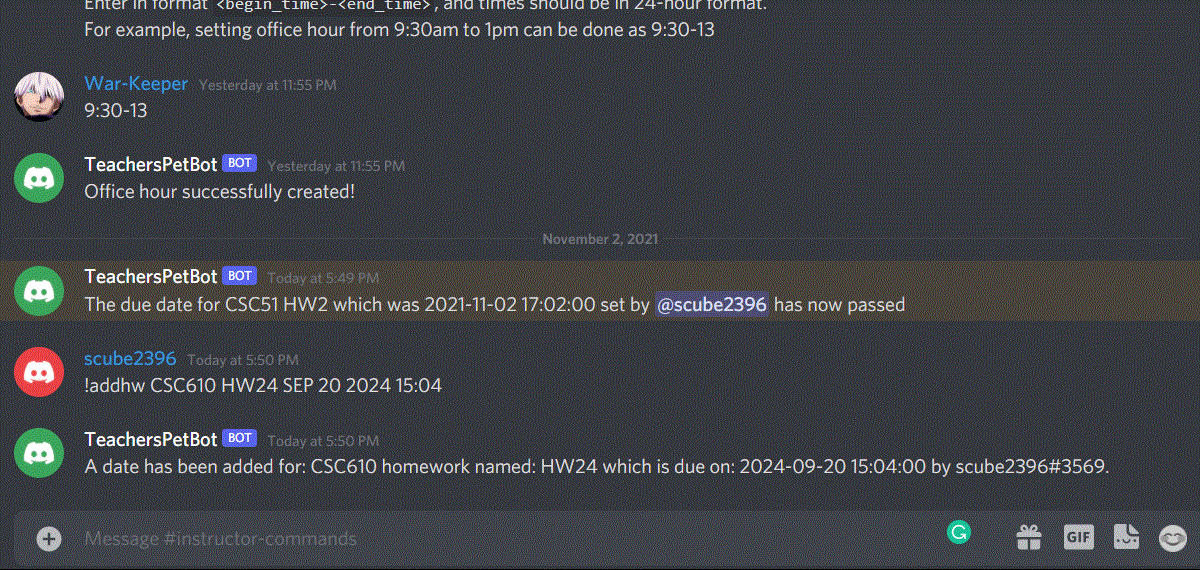 Enter in format <begin_time>-<end_time>, and times should be in 24-hour format.
For example, setting office hour from 9:30am to 1pm can be done as 9:30-13
War-Keeper Yesterday at 11:55 PM
9:30-13
TeachersPetBot BOT Yesterday at 11:55 PM
Office hour successfully created!
November 2, 2021
TeachersPetBot BOT Today at 5:49 PM
The due date for CSC51 HW2 which was 2021-11-02 17:02:00 set by @scube2396 has now passed
scube2396 Today at 5:50 PM
!addhw CSC610 HW24 SEP 20 2024 15:04
TeachersPetBot BOT Today at 5:50 PM
A date has been added for: CSC610 homework named: HW24 which is due on: 2024-09-20 15:04:00 by scube2396#3569.
Message #instructor-commands
GIF